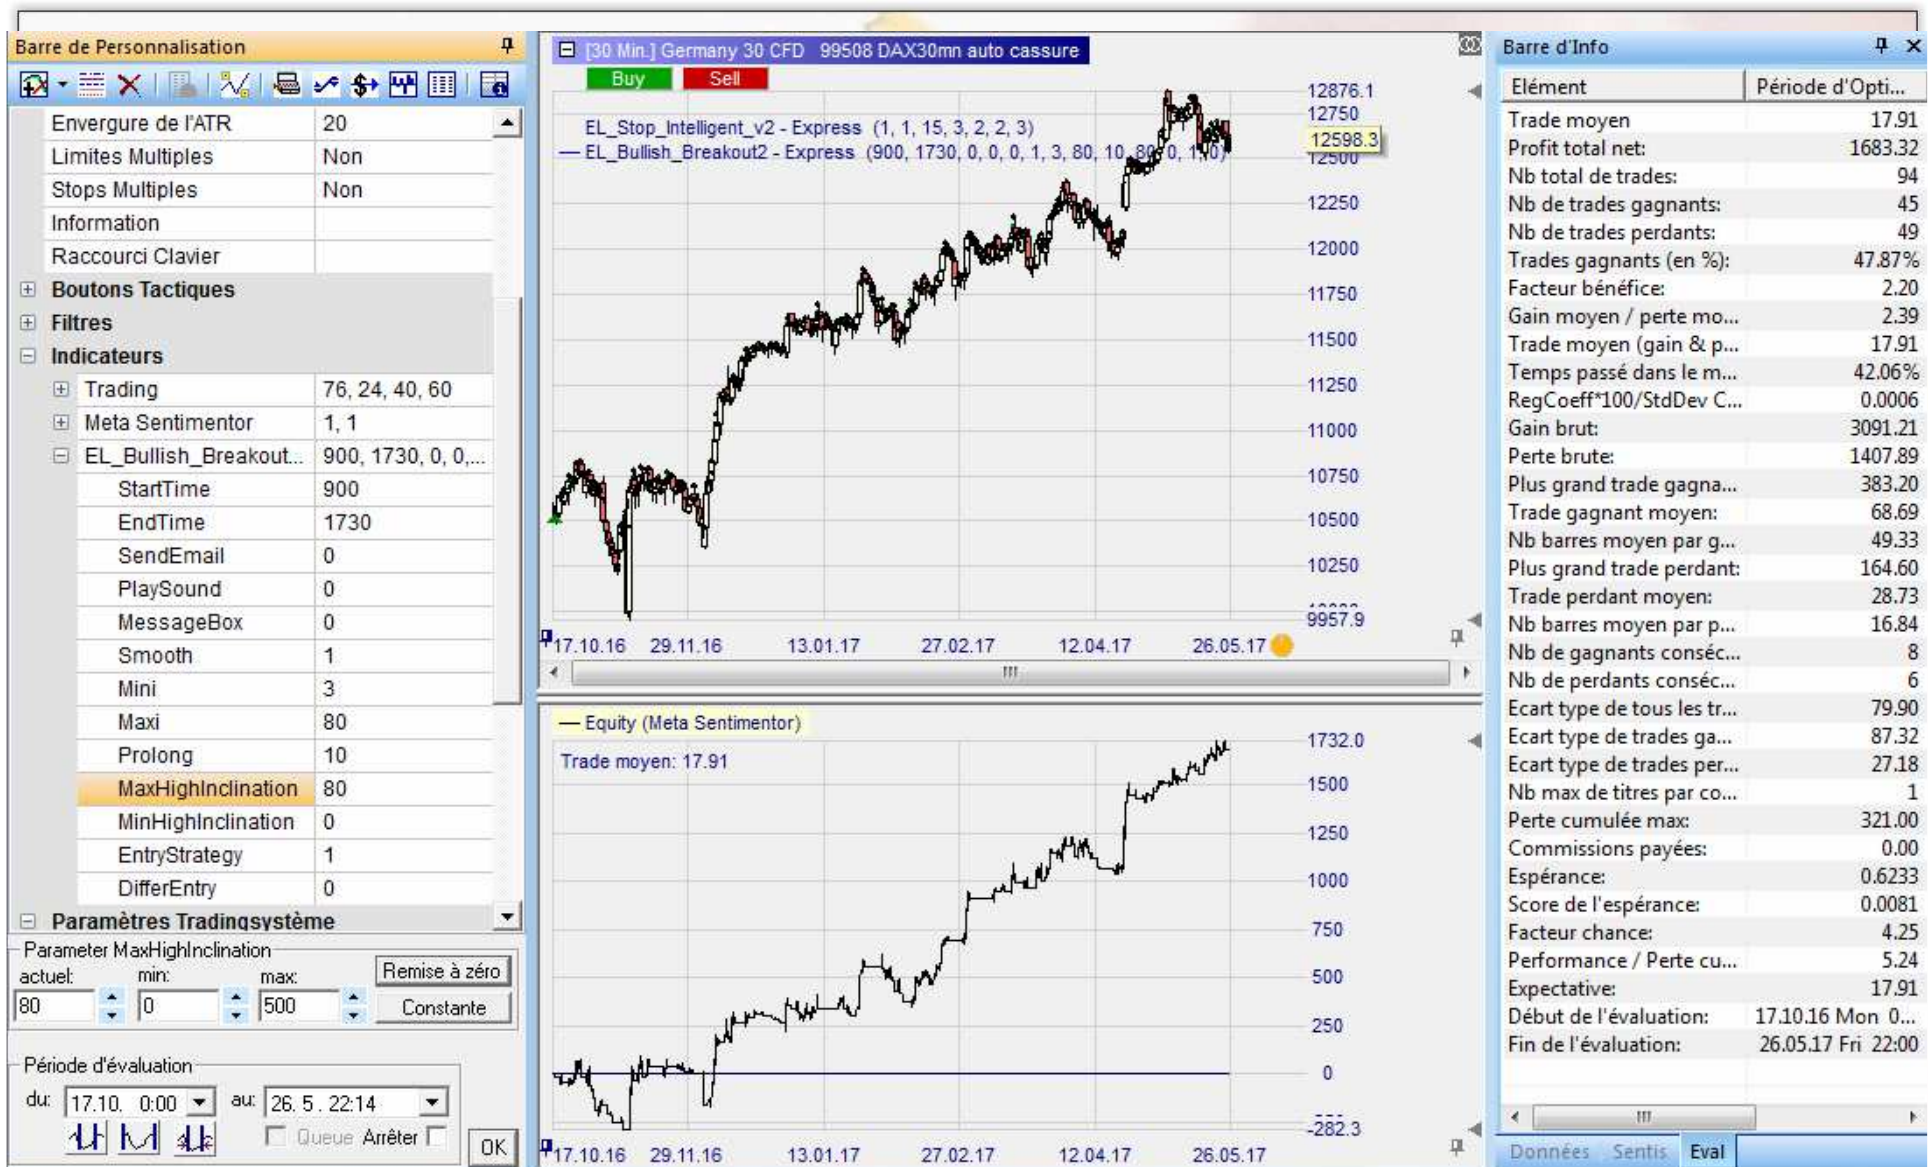 Barre de Personnalisation
Envergure de l'ATR 20
Limites Multiples Non
Stops Multiples Non
Information
Raccourci Clavier
Boutons Tactiques
Filtres
Indicateurs
Trading 76, 24, 40, 60
Meta Sentimentor 1, 1
EL_Bullish_Breakout... 900, 1730, 0, 0,...
StartTime 900
EndTime 1730
SendEmail 0
PlaySound 0
MessageBox 0
Smooth 1
Mini 3
Maxi 80
Prolong 10
MaxHighInclination 80
MinHighInclination 0
EntryStrategy 1
DifferEntry 0
Paramètres Tradingsystème
Parameter MaxHighInclination
actuel: min: max: Remise à zéro
80 0 500 Constante
Période d'évaluation
du: 17.10. 0:00 au: 26. 5 . 22:14
Queue Arrêter OK
[30 Min.] Germany 30 CFD 99508 DAX30mn auto cassure
Buy Sell
EL_Stop_Intelligent_v2 - Express (1, 1, 15, 3, 2, 2, 3)
EL_Bullish_Breakout2 - Express (900, 1730, 0, 0, 0, 1, 3, 80, 10, 80, 0, 1, 0)
12876.1
12750
12598.3
12500
12250
12000
11750
11500
11250
11000
10750
10500
10250
9957.9
17.10.16 29.11.16 13.01.17 27.02.17 12.04.17 26.05.17
Equity (Meta Sentimentor)
Trade moyen: 17.91
1732.0
1500
1250
1000
750
500
250
0
-282.3
17.10.16 29.11.16 13.01.17 27.02.17 12.04.17 26.05.17
Barre d'Info
Elément Période d'Opti...
Trade moyen 17.91
Profit total net: 1683.32
Nb total de trades: 94
Nb de trades gagnants: 45
Nb de trades perdants: 49
Trades gagnants (en %): 47.87%
Facteur bénéfice: 2.20
Gain moyen / perte mo... 2.39
Trade moyen (gain & p... 17.91
Temps passé dans le m... 42.06%
RegCoeff*100/StdDev C... 0.0006
Gain brut: 3091.21
Perte brute: 1407.89
Plus grand trade gagna... 383.20
Trade gagnant moyen: 68.69
Nb barres moyen par g... 49.33
Plus grand trade perdant: 164.60
Trade perdant moyen: 28.73
Nb barres moyen par p... 16.84
Nb de gagnants conséc... 8
Nb de perdants conséc... 6
Ecart type de tous les tr... 79.90
Ecart type de trades ga... 87.32
Ecart type de trades per... 27.18
Nb max de titres par co... 1
Perte cumulée max: 321.00
Commissions payées: 0.00
Espérance: 0.6233
Score de l'espérance: 0.0081
Facteur chance: 4.25
Performance / Perte cu... 5.24
Expectative: 17.91
Début de l'évaluation: 17.10.16 Mon 0...
Fin de l'évaluation: 26.05.17 Fri 22:00
Données Sentis Eval